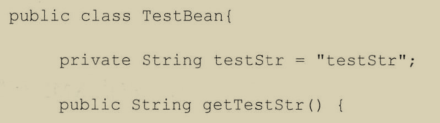 public class TestBean{
private String testStr = "testStr";
public String getTestStr() {